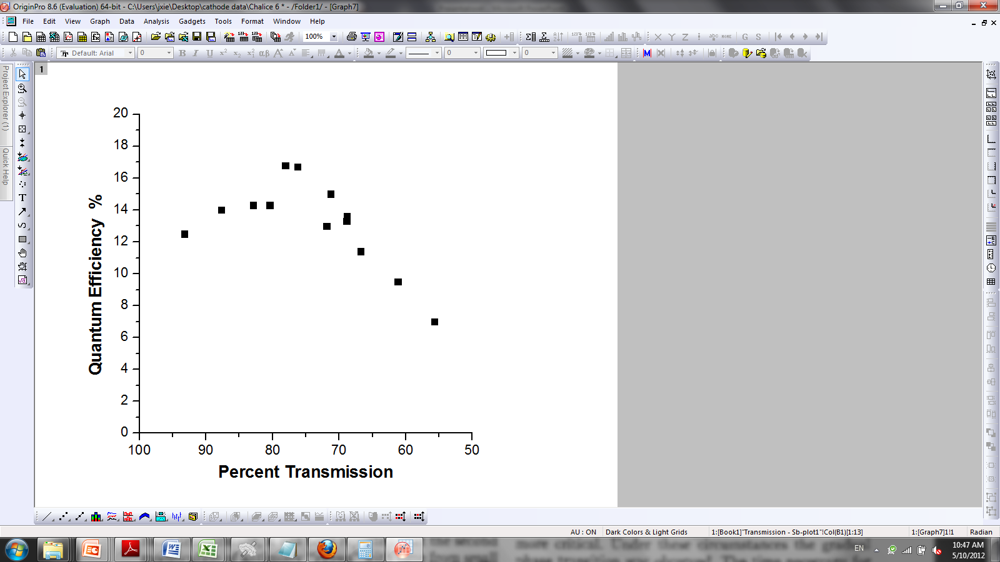 OriginPro 8.6 (Evaluation) 64-bit - C:\Users\jxie\Desktop\cathode data\Chalice 6 * - /Folder1/ - [Graph7]
File Edit View Graph Data Analysis Gadgets Tools Format Window Help
100%
Default: Arial 0 B I U αβ A A 0 0
Project Explorer (1)
Quick Help
1
20
18
16
14
12
10
8
6
4
2
0
Quantum Efficiency %
100 90 80 70 60 50
Percent Transmission
AU : ON Dark Colors & Light Grids 1:[Book1]"Transmission - Sb-plot1"!Col(B1)[1:13] 1:[Graph7]1!1 Radian
EN 10:47 AM
5/10/2012